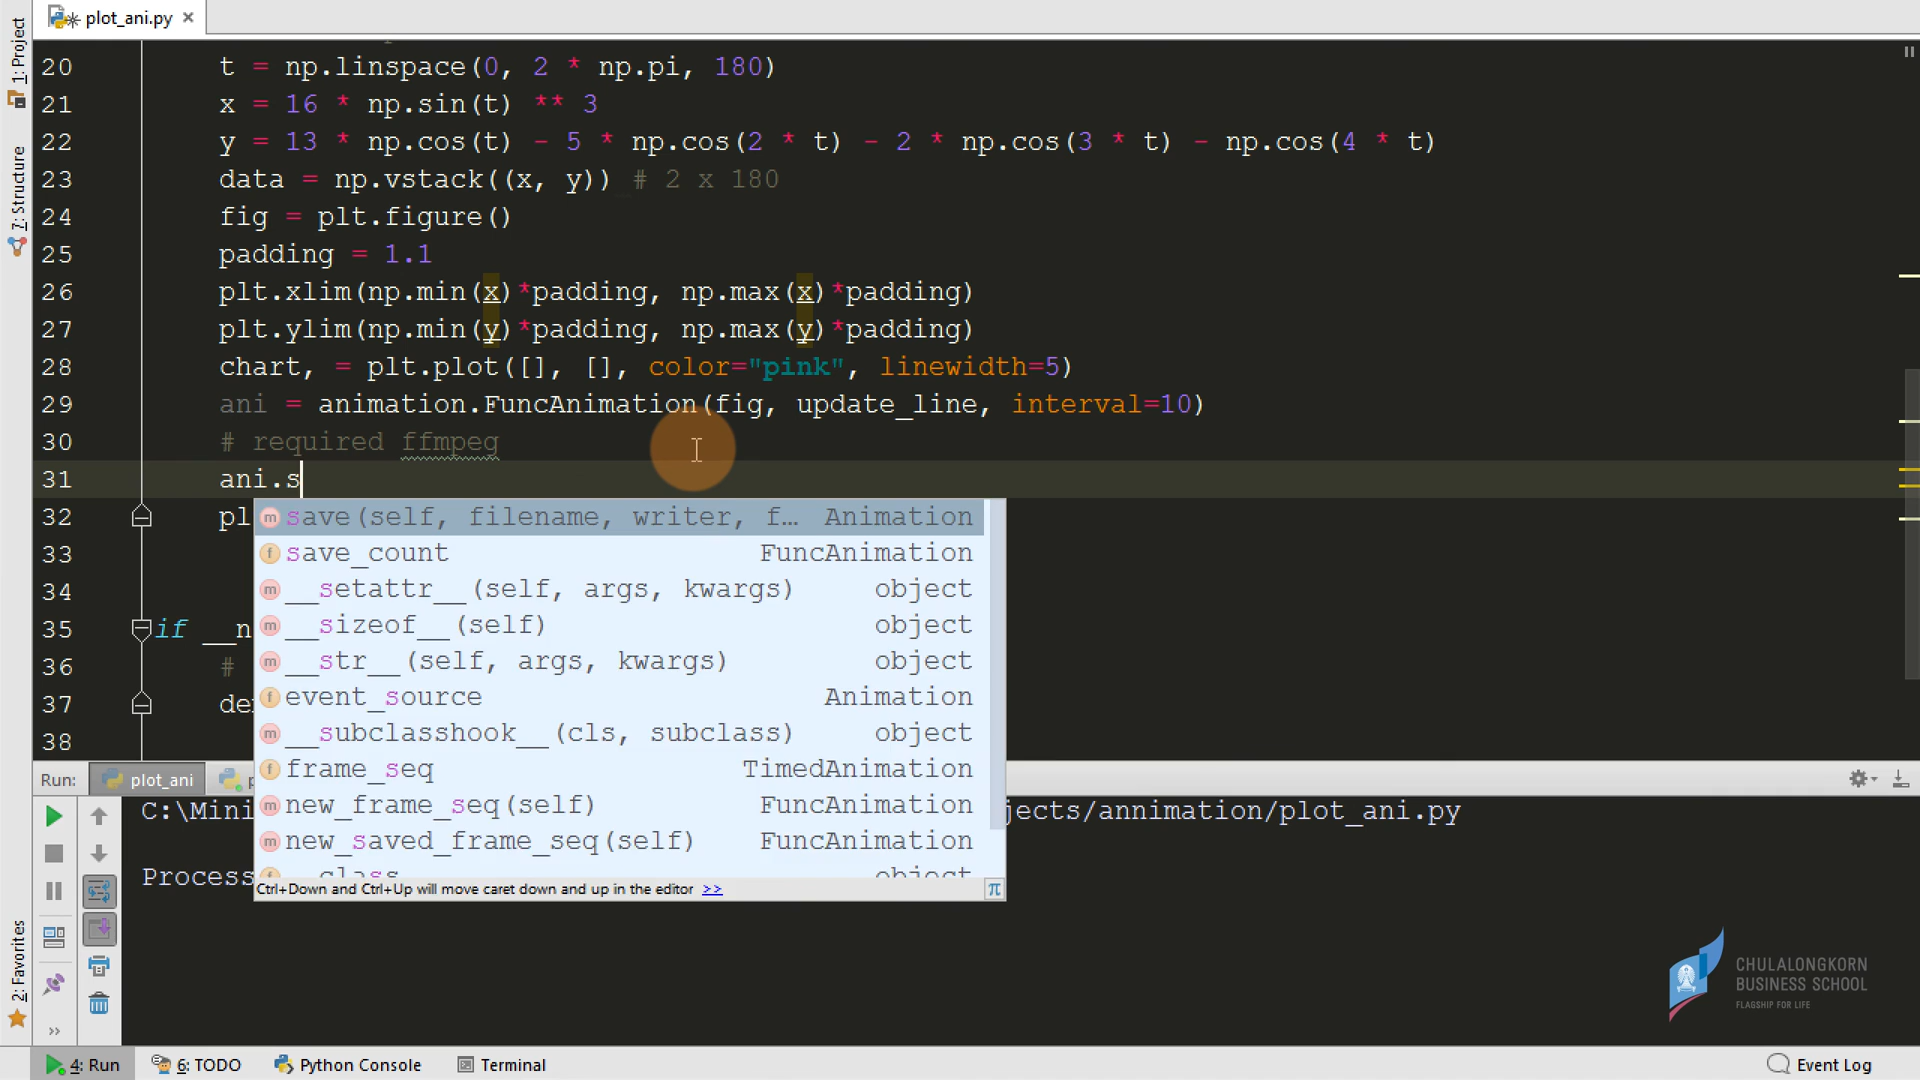 plot_ani.py
1: Project
7: Structure
2: Favorites
20 t = np.linspace(0, 2 * np.pi, 180)
21 x = 16 * np.sin(t) ** 3
22 y = 13 * np.cos(t) - 5 * np.cos(2 * t) - 2 * np.cos(3 * t) - np.cos(4 * t)
23 data = np.vstack((x, y)) # 2 x 180
24 fig = plt.figure()
25 padding = 1.1
26 plt.xlim(np.min(x)*padding, np.max(x)*padding)
27 plt.ylim(np.min(y)*padding, np.max(y)*padding)
28 chart, = plt.plot([], [], color="pink", linewidth=5)
29 ani = animation.FuncAnimation(fig, update_line, interval=10)
30 # required ffmpeg
31 ani.s
32 pl
33
34
35 if __n
36 #
37 de
38
save(self, filename, writer, f... Animation
save_count FuncAnimation
__setattr__(self, args, kwargs) object
__sizeof__(self) object
__str__(self, args, kwargs) object
event_source Animation
__subclasshook__(cls, subclass) object
frame_seq TimedAnimation
new_frame_seq(self) FuncAnimation
new_saved_frame_seq(self) FuncAnimation
__class__ object
Ctrl+Down and Ctrl+Up will move caret down and up in the editor >>
π
Run: plot_ani
C:\Mini jects/annimation/plot_ani.py
Process
CHULALONGKORN
BUSINESS SCHOOL
FLAGSHIP FOR LIFE
4: Run 6: TODO Python Console Terminal Event Log